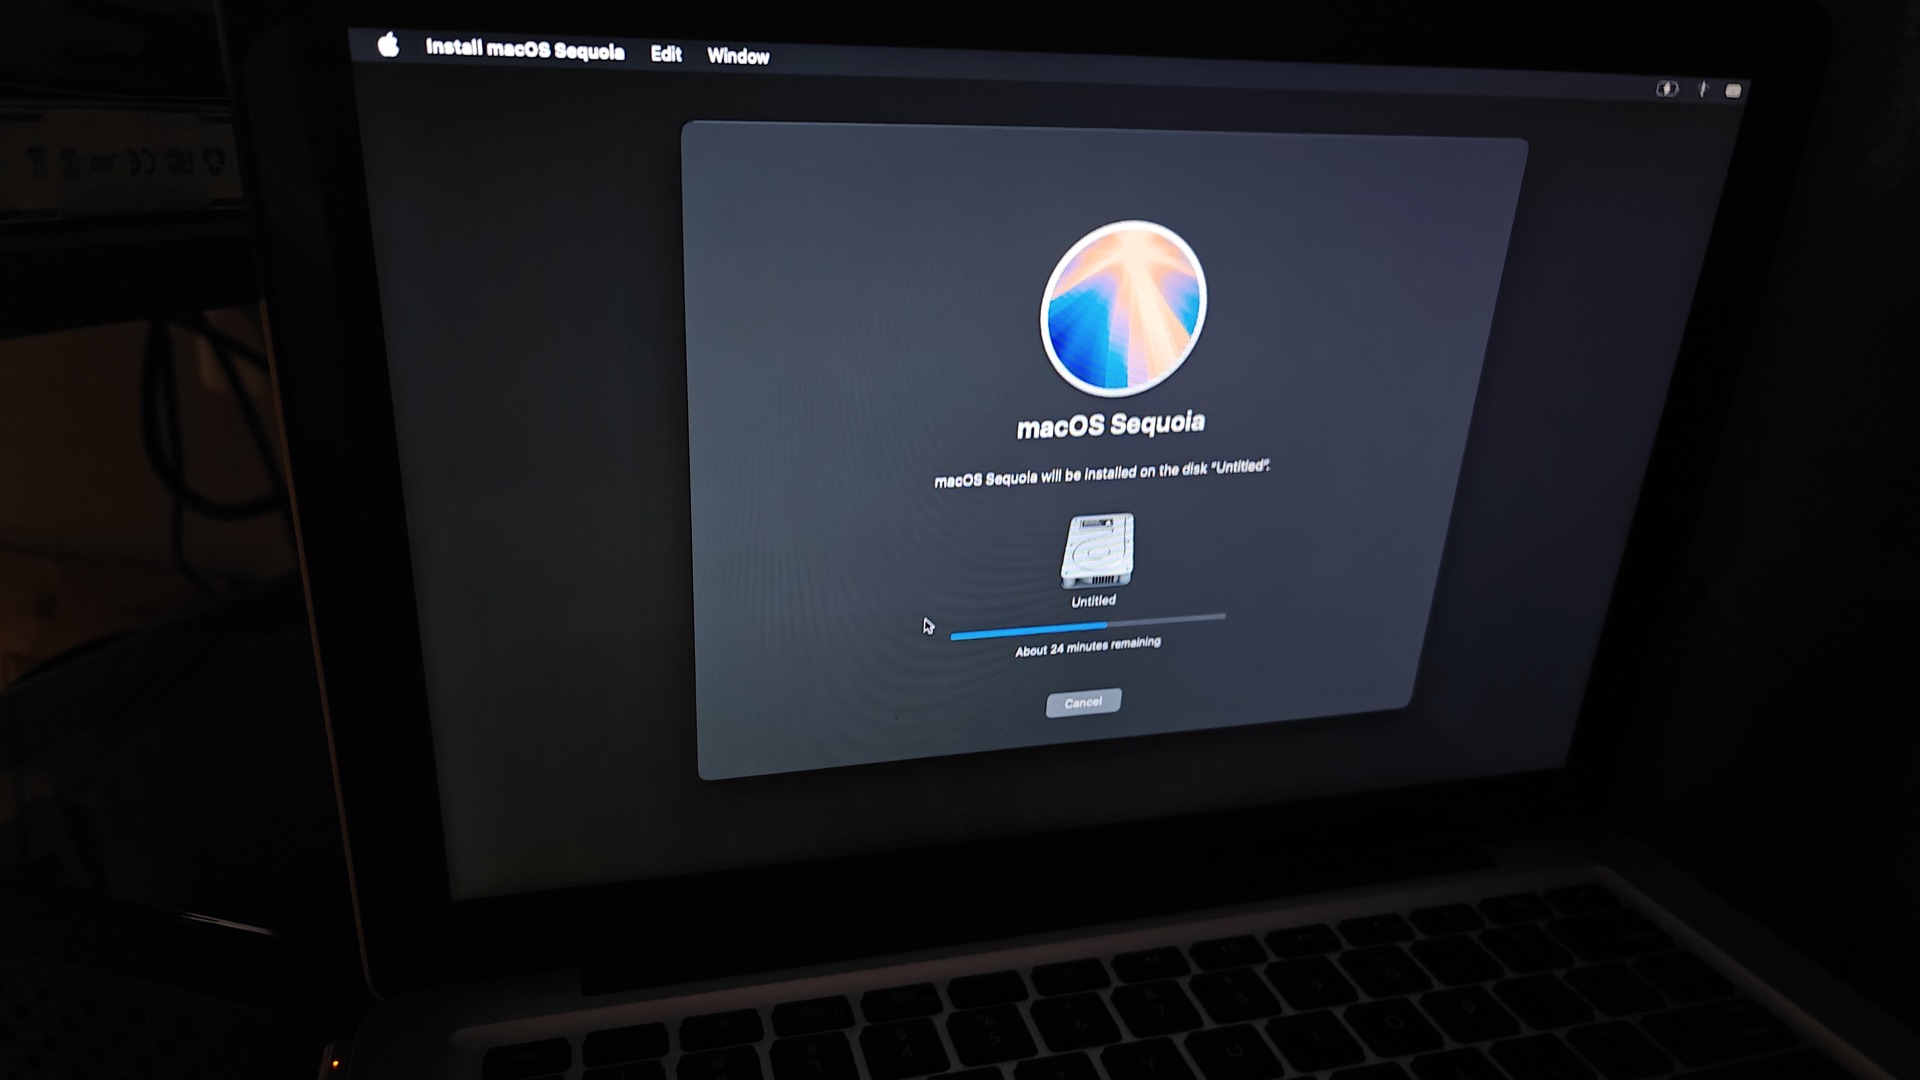 Install macOS Sequoia Edit Window
macOS Sequoia
macOS Sequoia will be installed on the disk "Untitled".
Untitled
About 24 minutes remaining
Cancel